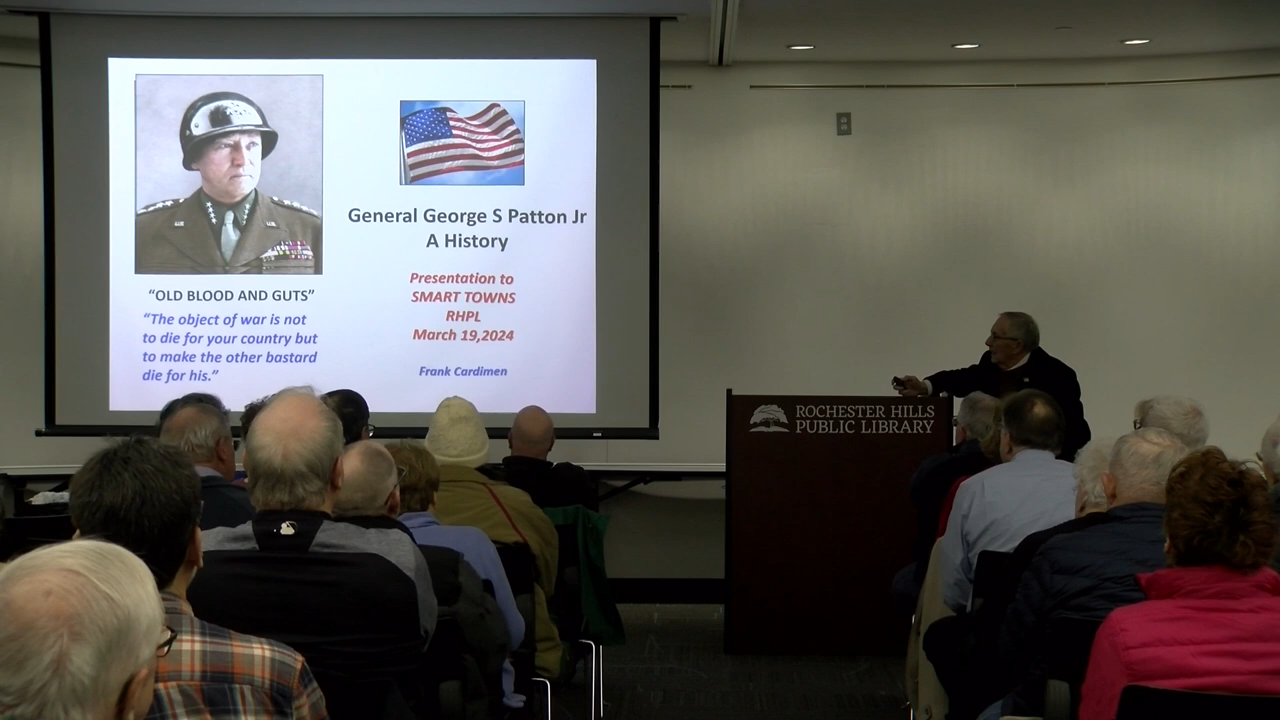 General George S Patton Jr
A History
"OLD BLOOD AND GUTS"
"The object of war is not
to die for your country but
to make the other bastard
die for his."
Presentation to
SMART TOWNS
RHPL
March 19,2024
Frank Cardimen
ROCHESTER HILLS
PUBLIC LIBRARY